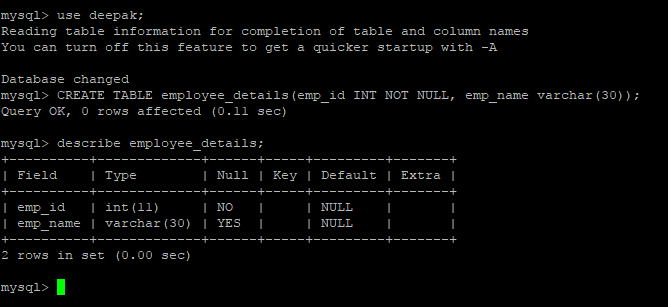 mysql> use deepak;
Reading table information for completion of table and column names
You can turn off this feature to get a quicker startup with -A

Database changed
mysql> CREATE TABLE employee_details(emp_id INT NOT NULL, emp_name varchar(30));
Query OK, 0 rows affected (0.11 sec)

mysql> describe employee_details;
+----------+-------------+------+-----+---------+-------+
| Field    | Type        | Null | Key | Default | Extra |
+----------+-------------+------+-----+---------+-------+
| emp_id   | int(11)     | NO   |     | NULL    |       |
| emp_name | varchar(30) | YES  |     | NULL    |       |
+----------+-------------+------+-----+---------+-------+
2 rows in set (0.00 sec)

mysql>